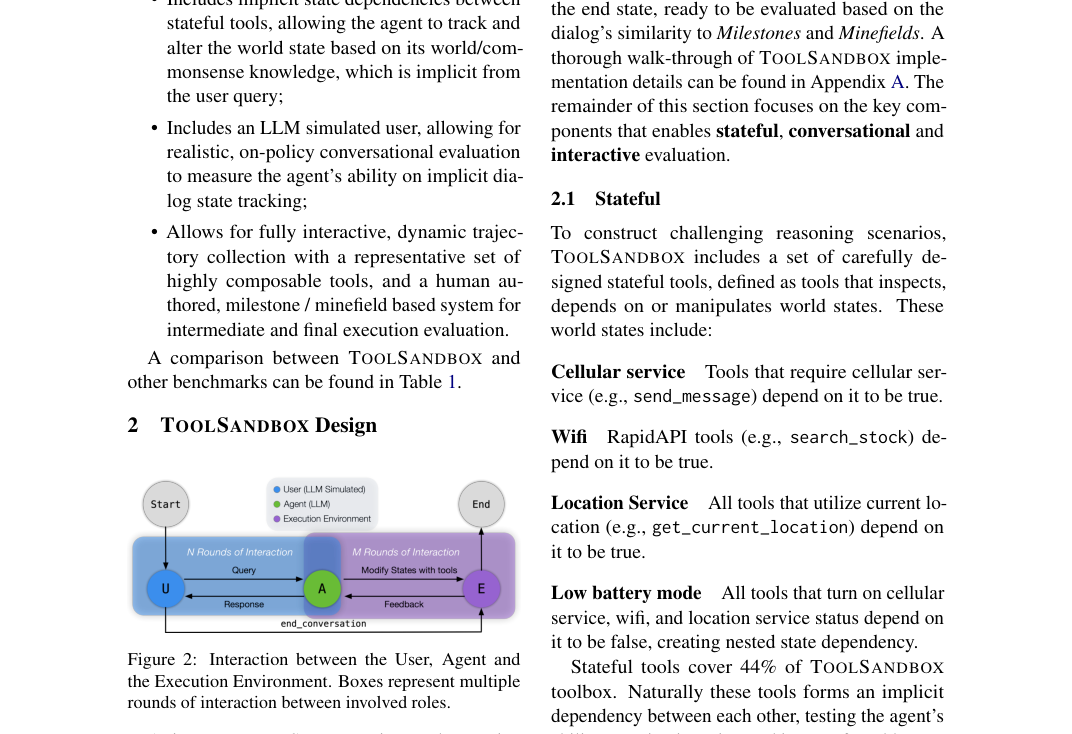 • Includes implicit state dependencies between
stateful tools, allowing the agent to track and
alter the world state based on its world/com-
monsense knowledge, which is implicit from
the user query;
• Includes an LLM simulated user, allowing for
realistic, on-policy conversational evaluation
to measure the agent's ability on implicit dia-
log state tracking;
• Allows for fully interactive, dynamic trajec-
tory collection with a representative set of
highly composable tools, and a human au-
thored, milestone / minefield based system for
intermediate and final execution evaluation.
A comparison between TOOLSANDBOX and
other benchmarks can be found in Table 1.
2 TOOLSANDBOX Design
User (LLM Simulated)
Agent (LLM)
Execution Environment
Start
End
N Rounds of Interaction
M Rounds of Interaction
Query
Modify States with tools
U
A
E
Response
Feedback
end_conversation
Figure 2: Interaction between the User, Agent and
the Execution Environment. Boxes represent multiple
rounds of interaction between involved roles.
the end state, ready to be evaluated based on the
dialog's similarity to Milestones and Minefields. A
thorough walk-through of TOOLSANDBOX imple-
mentation details can be found in Appendix A. The
remainder of this section focuses on the key com-
ponents that enables stateful, conversational and
interactive evaluation.
2.1 Stateful
To construct challenging reasoning scenarios,
TOOLSANDBOX includes a set of carefully de-
signed stateful tools, defined as tools that inspects,
depends on or manipulates world states. These
world states include:
Cellular service Tools that require cellular ser-
vice (e.g., send_message) depend on it to be true.
Wifi RapidAPI tools (e.g., search_stock) de-
pend on it to be true.
Location Service All tools that utilize current lo-
cation (e.g., get_current_location) depend on
it to be true.
Low battery mode All tools that turn on cellular
service, wifi, and location service status depend on
it to be false, creating nested state dependency.
Stateful tools cover 44% of TOOLSANDBOX
toolbox. Naturally these tools forms an implicit
dependency between each other, testing the agent's